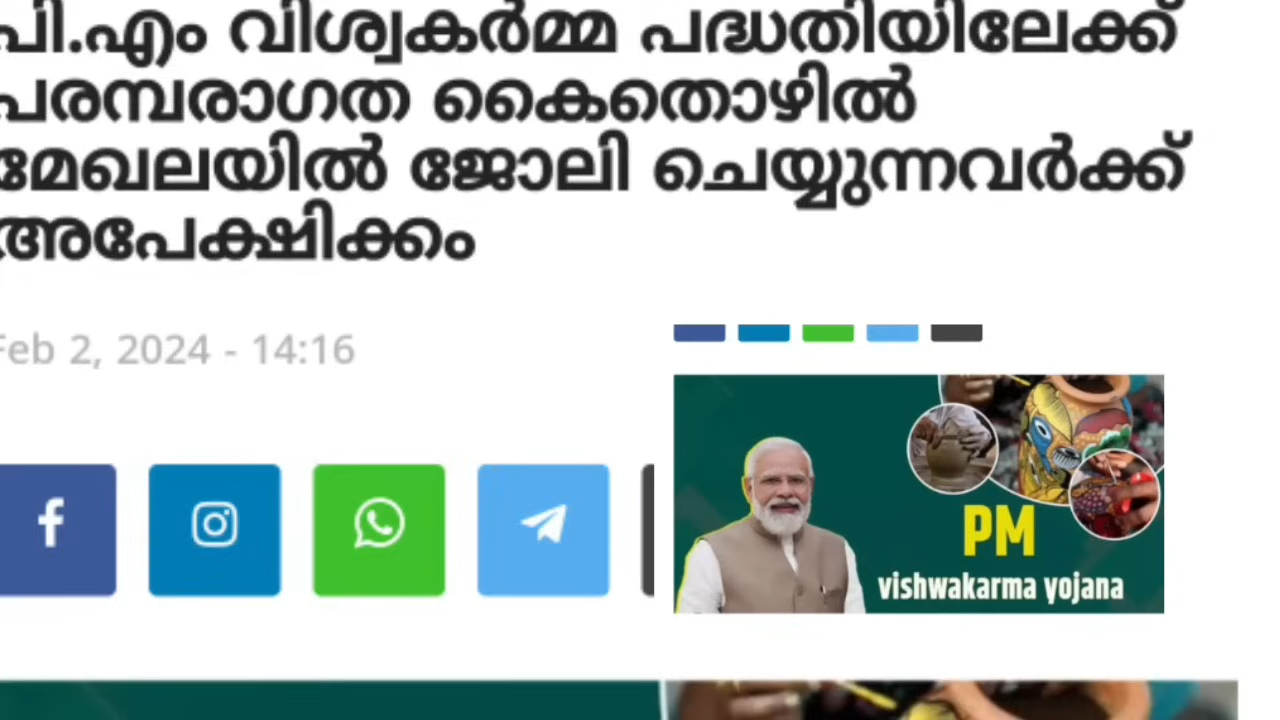 പി.എം വിശ്വകർമ്മ പദ്ധതിയിലേക്ക്
പരമ്പരാഗത കൈതൊഴിൽ
മേഖലയിൽ ജോലി ചെയ്യുന്നവർക്ക്
അപേക്ഷിക്കം
Feb 2, 2024 - 14:16
PM
vishwakarma yojana